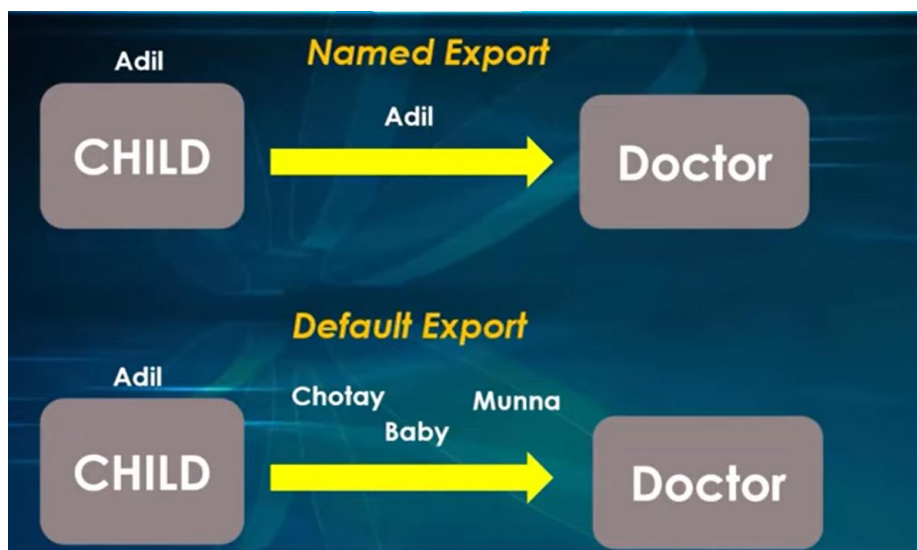 Named Export
Adil
Adil
CHILD
Doctor
Default Export
Adil
Chotay
Munna
Baby
CHILD
Doctor